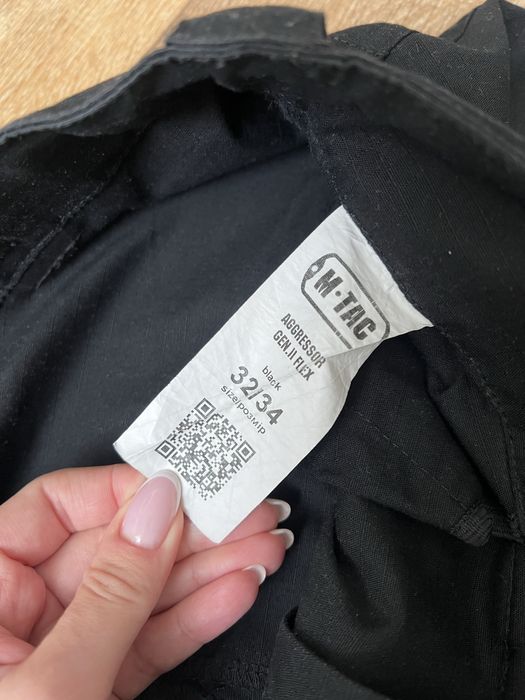 M·TAC
AGGRESSOR
GEN.II FLEX
black
32/34
size/розмір